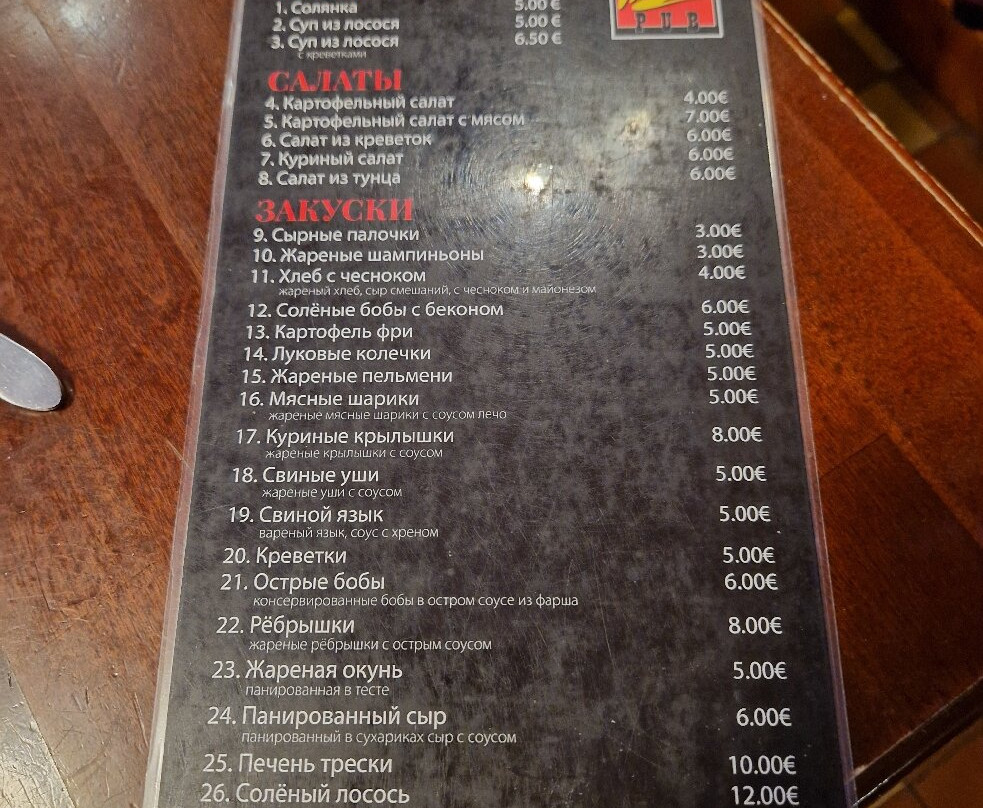 1. Солянка 5.00 €
2. Суп из лосося 5.00 €
3. Суп из лосося 6.50 €
с креветками
PUB
САЛАТЫ
4. Картофельный салат 4.00€
5. Картофельный салат с мясом 7.00€
6. Салат из креветок 6.00€
7. Куриный салат 6.00€
8. Салат из тунца 6.00€
ЗАКУСКИ
9. Сырные палочки 3.00€
10. Жареные шампиньоны 3.00€
11. Хлеб с чесноком 4.00€
жареный хлеб, сыр смешаний, с чесноком и майонезом
12. Солёные бобы с беконом 6.00€
13. Картофель фри 5.00€
14. Луковые колечки 5.00€
15. Жареные пельмени 5.00€
16. Мясные шарики 5.00€
жареные мясные шарики с соусом лечо
17. Куриные крылышки 8.00€
жареные крылышки с соусом
18. Свиные уши 5.00€
жареные уши с соусом
19. Свиной язык 5.00€
вареный язык, соус с хреном
20. Креветки 5.00€
21. Острые бобы 6.00€
консервированные бобы в остром соусе из фарша
22. Рёбрышки 8.00€
жареные рёбрышки с острым соусом
23. Жареная окунь 5.00€
панированная в тесте
24. Панированный сыр 6.00€
панированный в сухариках сыр с соусом
25. Печень трески 10.00€
26. Солёный лосось 12.00€